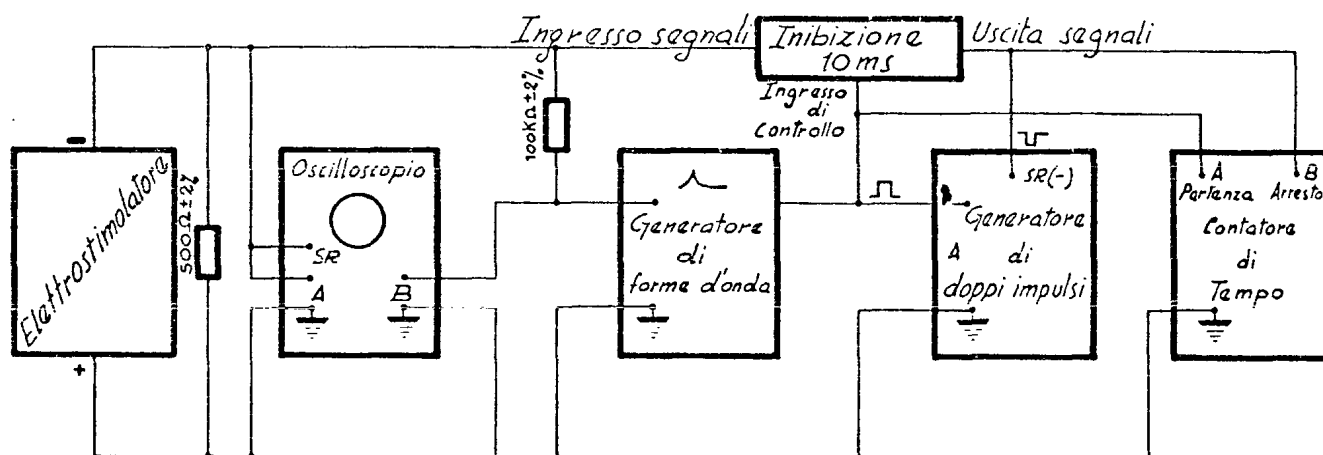 Ingresso segnali
Inibizione
10 ms
Uscita segnali
Ingresso
di
Controllo
100KΩ±2%
500Ω±2%
-
Elettrostimolatore
+
Oscilloscopio
SR
A
B
Generatore
di
forme d'onda
SR(-)
Generatore
A
di
doppi impulsi
A
B
Partenza
Arresto
Contatore
di
Tempo